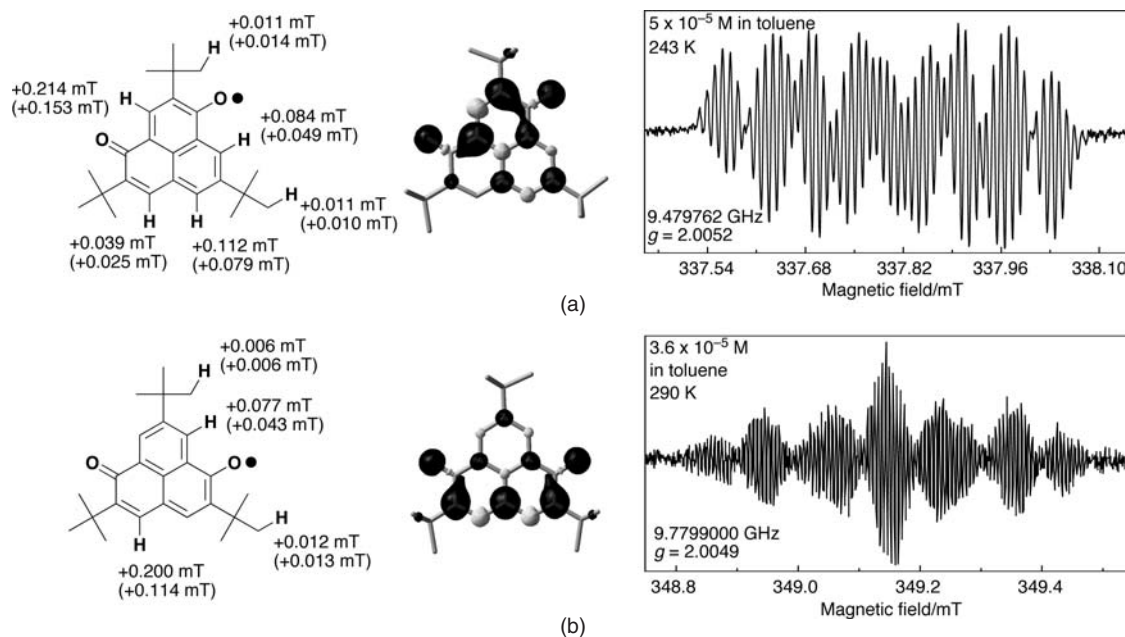 +0.011 mT
(+0.014 mT)
H
+0.214 mT
(+0.153 mT)
H
O●
+0.084 mT
(+0.049 mT)
H
O
H
+0.011 mT
(+0.010 mT)
H
H
+0.039 mT
(+0.025 mT)
+0.112 mT
(+0.079 mT)
5 x 10–5 M in toluene
243 K
9.479762 GHz
g = 2.0052
337.54 337.68 337.82 337.96 338.10
Magnetic field/mT
(a)
+0.006 mT
(+0.006 mT)
H
+0.077 mT
(+0.043 mT)
H
O
O●
H
+0.012 mT
(+0.013 mT)
H
+0.200 mT
(+0.114 mT)
3.6 x 10–5 M
in toluene
290 K
9.7799000 GHz
g = 2.0049
348.8 349.0 349.2 349.4
Magnetic field/mT
(b)